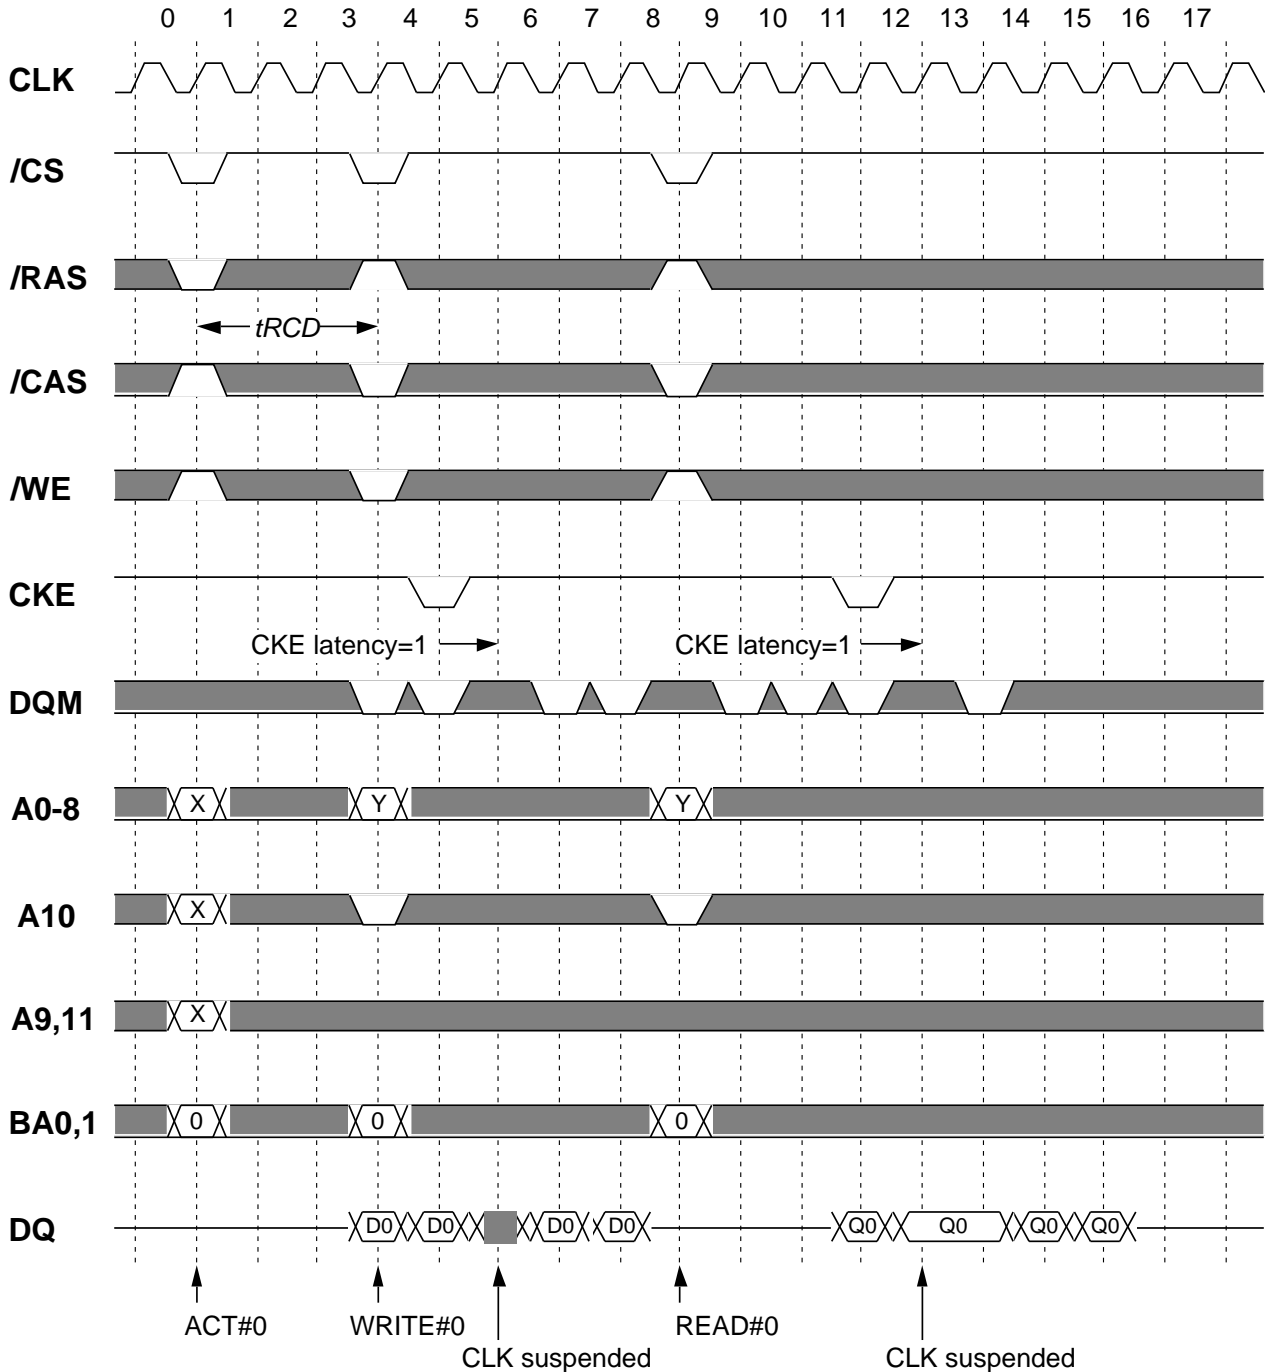 0 1 2 3 4 5 6 7 8 9 10 11 12 13 14 15 16 17
CLK
/CS
/RAS
tRCD
/CAS
/WE
CKE
CKE latency=1 CKE latency=1
DQM
A0-8 X Y Y
A10 X
A9,11 X
BA0,1 0 0 0
DQ D0 D0 D0 D0 Q0 Q0 Q0 Q0
ACT#0 WRITE#0 READ#0
CLK suspended CLK suspended